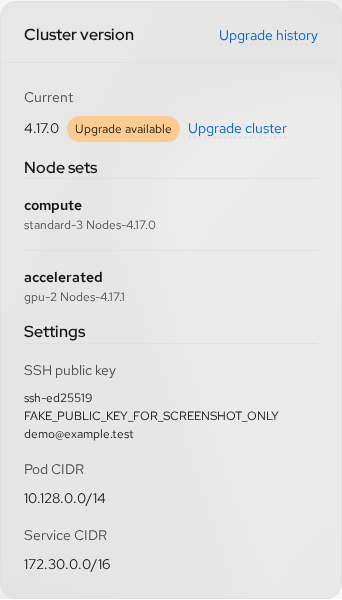 Cluster version Upgrade history
Current
4.17.0 Upgrade available Upgrade cluster
Node sets
compute
standard-3 Nodes-4.17.0
accelerated
gpu-2 Nodes-4.17.1
Settings
SSH public key
ssh-ed25519
FAKE_PUBLIC_KEY_FOR_SCREENSHOT_ONLY
demo@example.test
Pod CIDR
10.128.0.0/14
Service CIDR
172.30.0.0/16